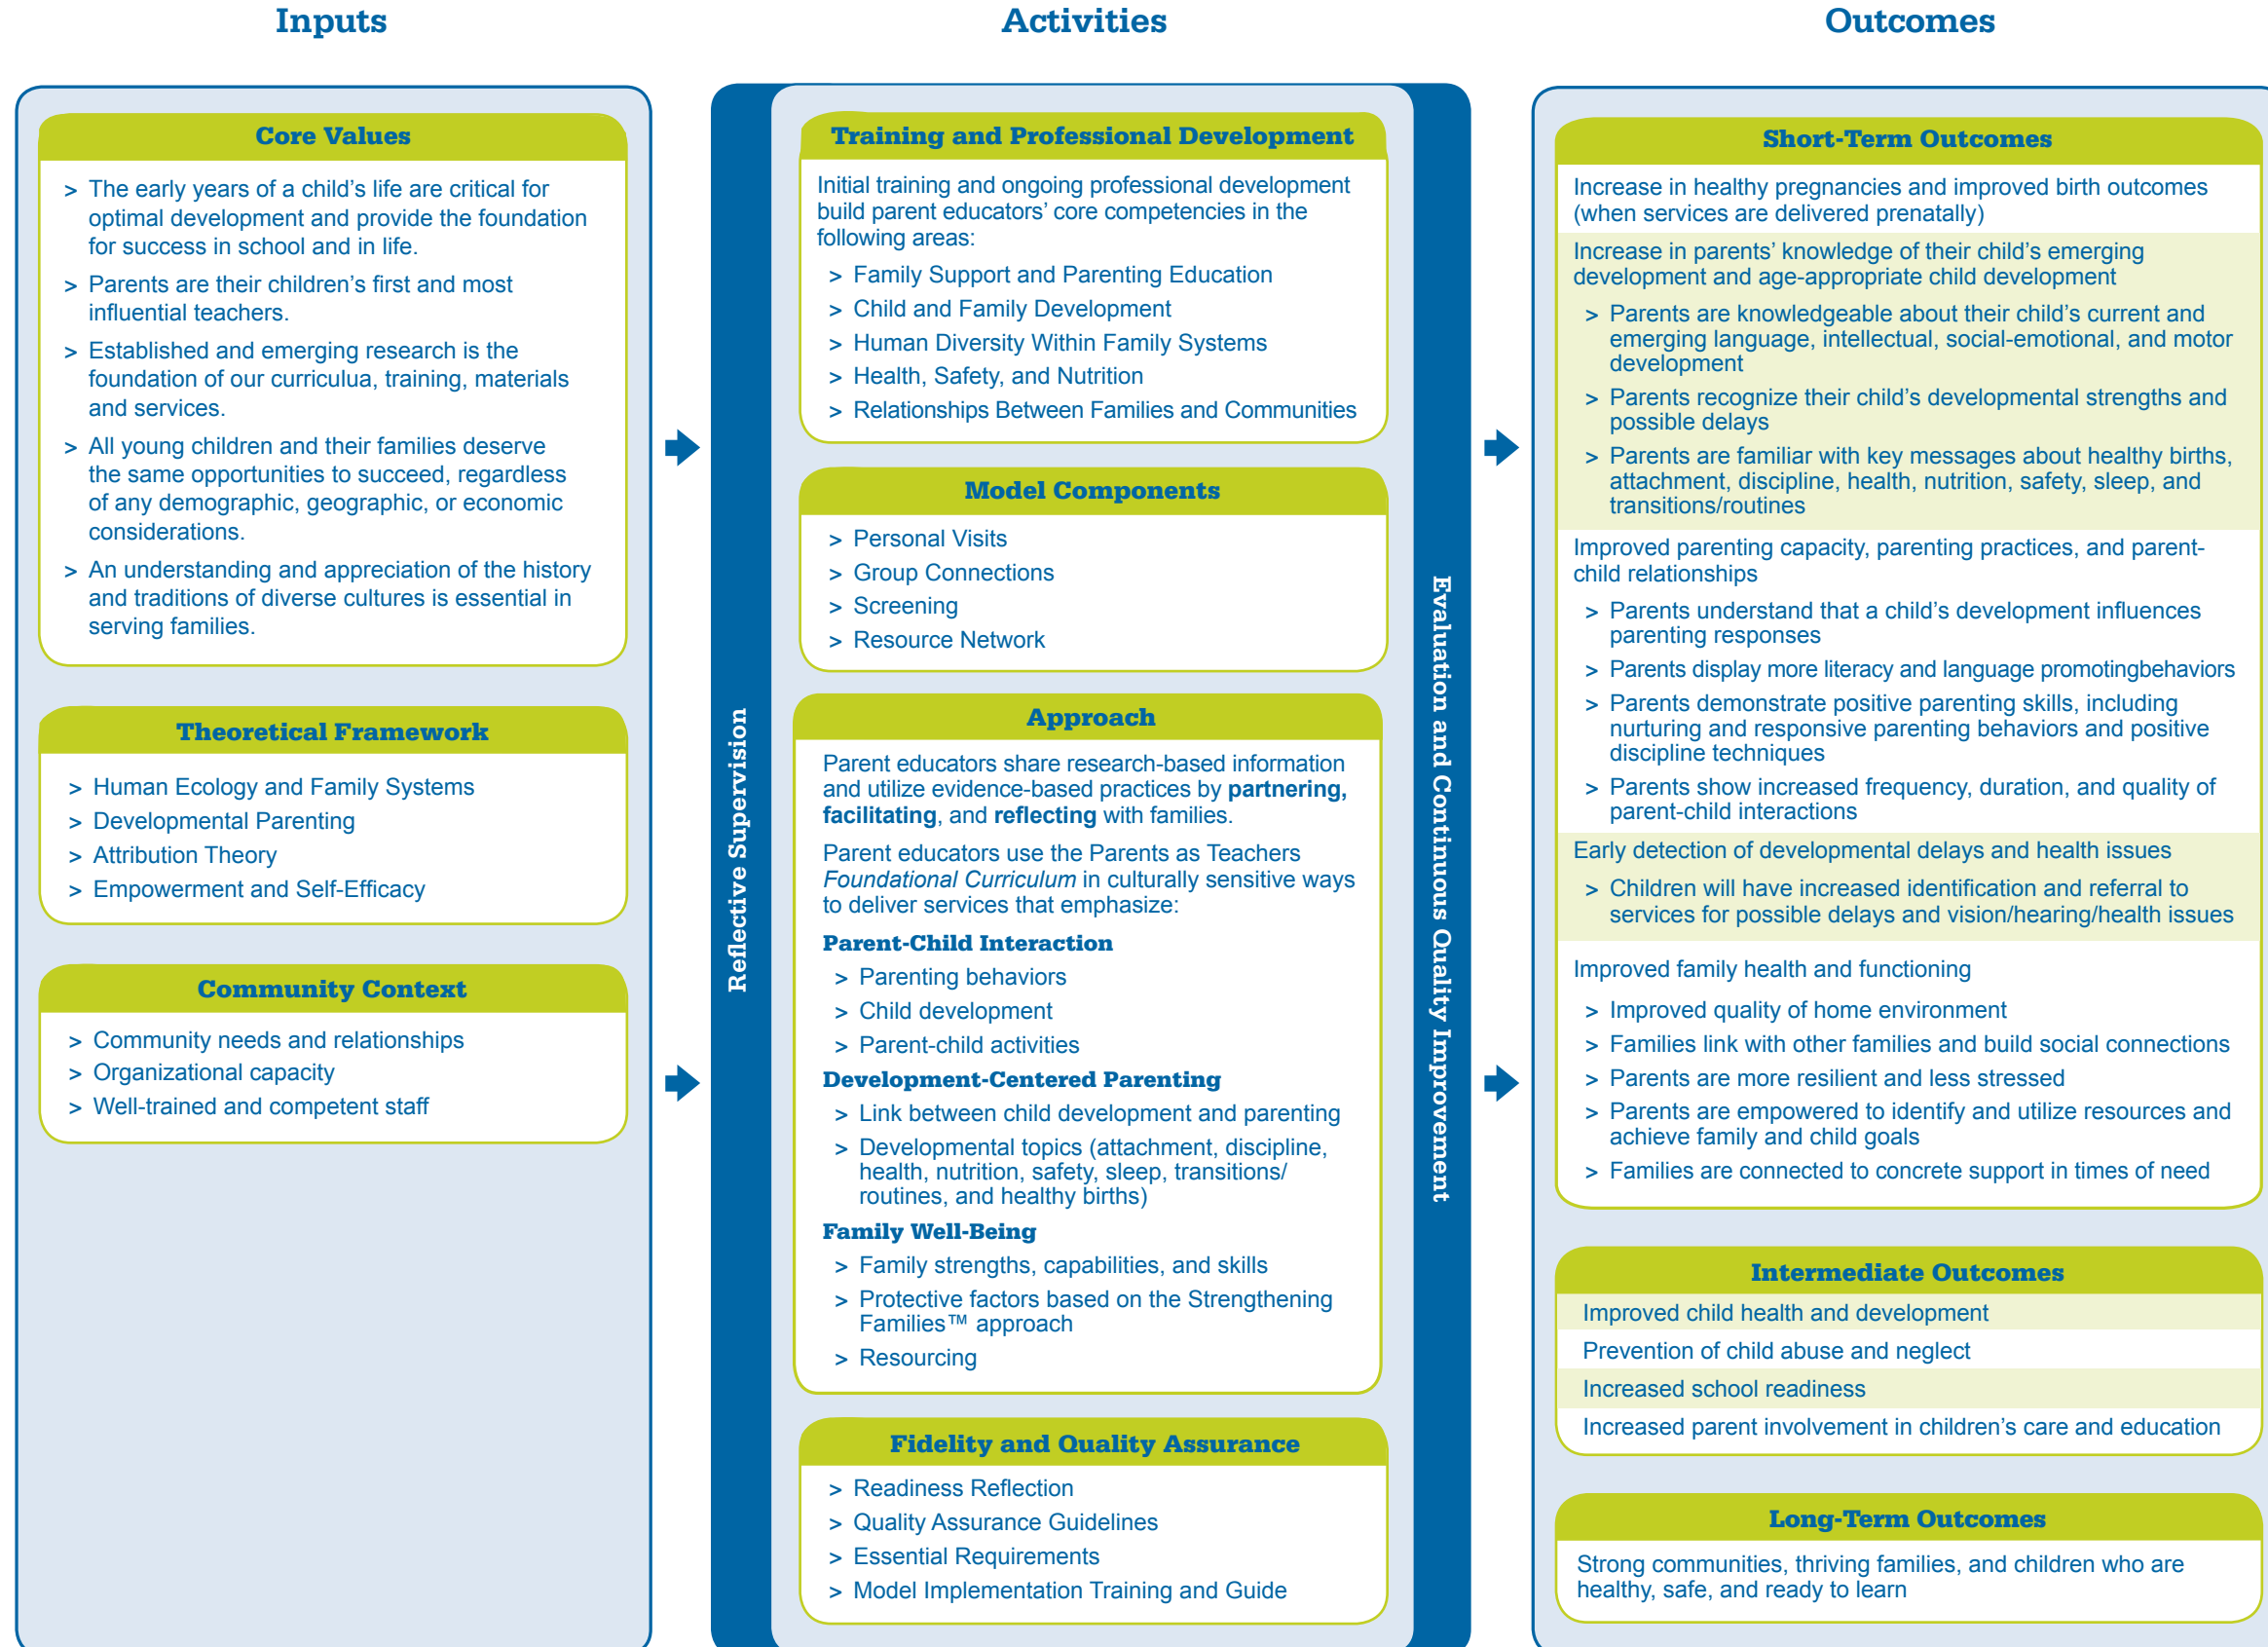 Inputs
Core Values
> The early years of a child’s life are critical for
optimal development and provide the foundation
for success in school and in life.
> Parents are their children’s first and most
influential teachers.
> Established and emerging research is the
foundation of our curriculua, training, materials
and services.
> All young children and their families deserve
the same opportunities to succeed, regardless
of any demographic, geographic, or economic
considerations.
> An understanding and appreciation of the history
and traditions of diverse cultures is essential in
serving families.
Theoretical Framework
> Human Ecology and Family Systems
> Developmental Parenting
> Attribution Theory
> Empowerment and Self-Efficacy
Community Context
> Community needs and relationships
> Organizational capacity
> Well-trained and competent staff
Activities
Reflective Supervision
Training and Professional Development
Initial training and ongoing professional development
build parent educators’ core competencies in the
following areas:
> Family Support and Parenting Education
> Child and Family Development
> Human Diversity Within Family Systems
> Health, Safety, and Nutrition
> Relationships Between Families and Communities
Model Components
> Personal Visits
> Group Connections
> Screening
> Resource Network
Approach
Parent educators share research-based information
and utilize evidence-based practices by partnering,
facilitating, and reflecting with families.
Parent educators use the Parents as Teachers
Foundational Curriculum in culturally sensitive ways
to deliver services that emphasize:
Parent-Child Interaction
> Parenting behaviors
> Child development
> Parent-child activities
Development-Centered Parenting
> Link between child development and parenting
> Developmental topics (attachment, discipline,
health, nutrition, safety, sleep, transitions/
routines, and healthy births)
Family Well-Being
> Family strengths, capabilities, and skills
> Protective factors based on the Strengthening
Families™ approach
> Resourcing
Fidelity and Quality Assurance
> Readiness Reflection
> Quality Assurance Guidelines
> Essential Requirements
> Model Implementation Training and Guide
Evaluation and Continuous Quality Improvement
Outcomes
Short-Term Outcomes
Increase in healthy pregnancies and improved birth outcomes
(when services are delivered prenatally)
Increase in parents’ knowledge of their child’s emerging
development and age-appropriate child development
> Parents are knowledgeable about their child’s current and
emerging language, intellectual, social-emotional, and motor
development
> Parents recognize their child’s developmental strengths and
possible delays
> Parents are familiar with key messages about healthy births,
attachment, discipline, health, nutrition, safety, sleep, and
transitions/routines
Improved parenting capacity, parenting practices, and parent-
child relationships
> Parents understand that a child’s development influences
parenting responses
> Parents display more literacy and language promotingbehaviors
> Parents demonstrate positive parenting skills, including
nurturing and responsive parenting behaviors and positive
discipline techniques
> Parents show increased frequency, duration, and quality of
parent-child interactions
Early detection of developmental delays and health issues
> Children will have increased identification and referral to
services for possible delays and vision/hearing/health issues
Improved family health and functioning
> Improved quality of home environment
> Families link with other families and build social connections
> Parents are more resilient and less stressed
> Parents are empowered to identify and utilize resources and
achieve family and child goals
> Families are connected to concrete support in times of need
Intermediate Outcomes
Improved child health and development
Prevention of child abuse and neglect
Increased school readiness
Increased parent involvement in children’s care and education
Long-Term Outcomes
Strong communities, thriving families, and children who are
healthy, safe, and ready to learn